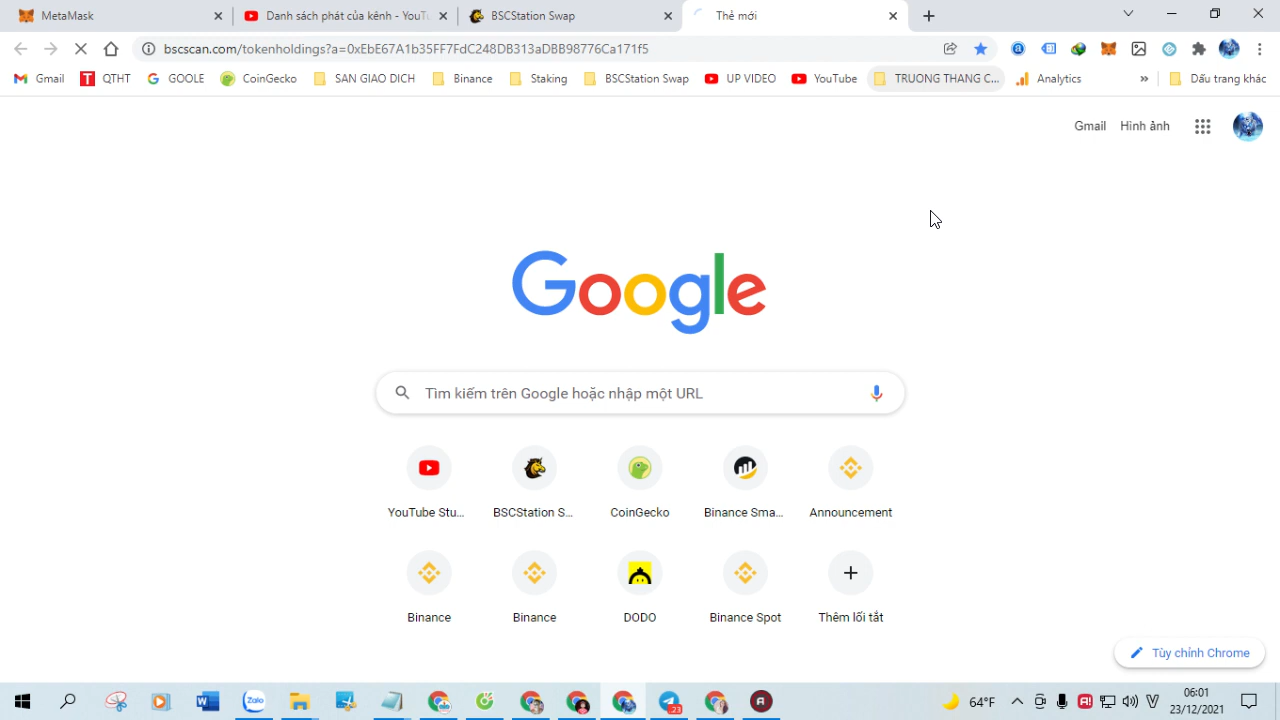 MetaMask
Danh sách phát của kênh - YouT
BSCStation Swap
Thẻ mới
bscscan.com/tokenholdings?a=0xEbE67A1b35FF7FdC248DB313aDBB98776Ca171f5
Gmail
QTHT
GOOLE
CoinGecko
SAN GIAO DICH
Binance
Staking
BSCStation Swap
UP VIDEO
YouTube
TRUONG THANG C...
Analytics
»
Dấu trang khác
Gmail
Hình ảnh
Google
Tìm kiếm trên Google hoặc nhập một URL
YouTube Stu...
BSCStation S...
CoinGecko
Binance Sma...
Announcement
Binance
Binance
DODO
Binance Spot
Thêm lối tắt
Tùy chỉnh Chrome
Zalo
23
64°F
06:01
23/12/2021